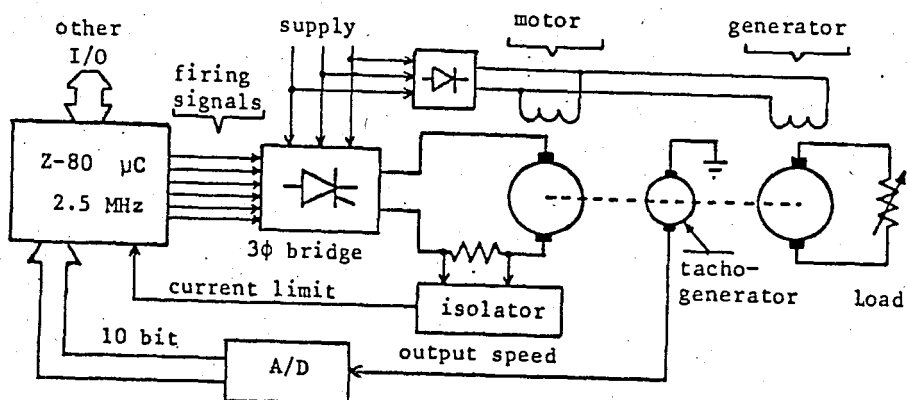 other
I/O
supply
motor
generator
firing
signals
Z-80 μC
2.5 MHz
3ϕ bridge
tacho-
generator
Load
current limit
isolator
10 bit
output speed
A/D